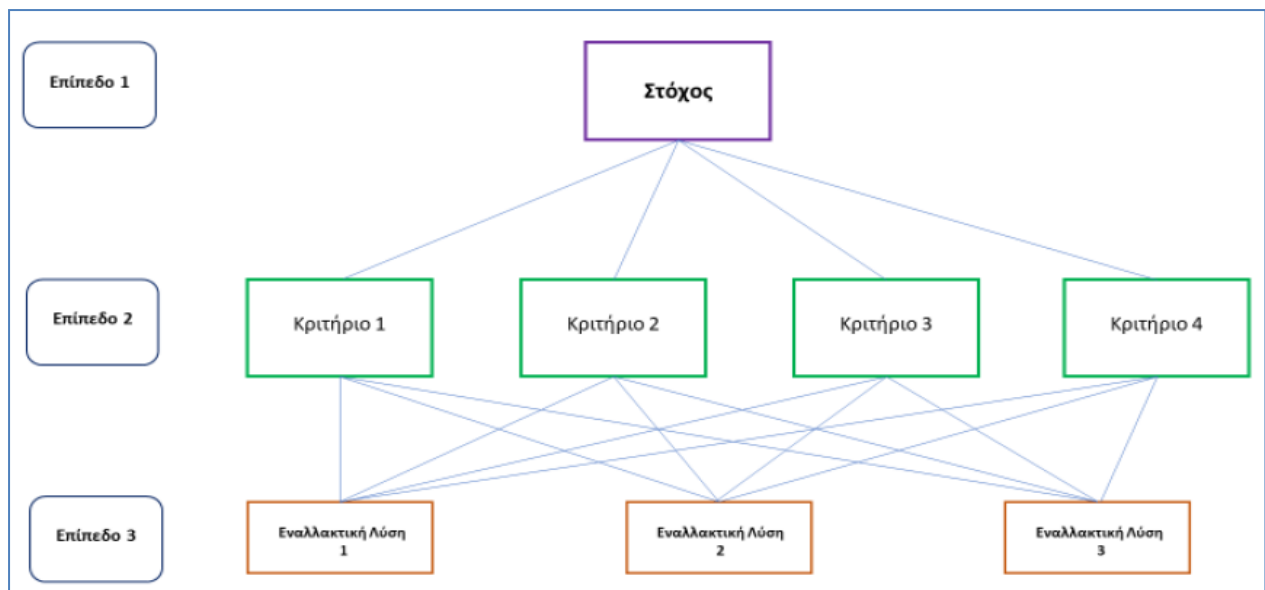 Επίπεδο 1
Στόχος
Επίπεδο 2
Κριτήριο 1
Κριτήριο 2
Κριτήριο 3
Κριτήριο 4
Επίπεδο 3
Εναλλακτική Λύση
1
Εναλλακτική Λύση
2
Εναλλακτική Λύση
3